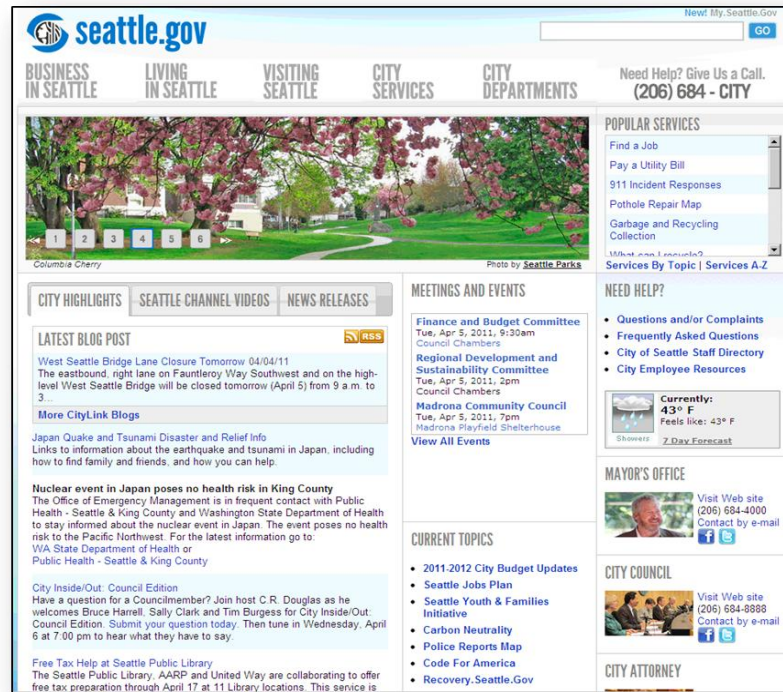 New! My.Seattle.Gov
seattle.gov
GO
BUSINESS
IN SEATTLE
LIVING
IN SEATTLE
VISITING
SEATTLE
CITY
SERVICES
CITY
DEPARTMENTS
Need Help? Give Us a Call.
(206) 684 - CITY
<< 1 2 3 4 5 6 >>
Columbia Cherry
Photo by Seattle Parks
POPULAR SERVICES
Find a Job
Pay a Utility Bill
911 Incident Responses
Pothole Repair Map
Garbage and Recycling
Collection
What can I recycle?
Services By Topic | Services A-Z
CITY HIGHLIGHTS
SEATTLE CHANNEL VIDEOS
NEWS RELEASES
LATEST BLOG POST
RSS
West Seattle Bridge Lane Closure Tomorrow 04/04/11
The eastbound, right lane on Fauntleroy Way Southwest and on the high-
level West Seattle Bridge will be closed tomorrow (April 5) from 9 a.m. to
3...
More CityLink Blogs
Japan Quake and Tsunami Disaster and Relief Info
Links to information about the earthquake and tsunami in Japan, including
how to find family and friends, and how you can help.
Nuclear event in Japan poses no health risk in King County
The Office of Emergency Management is in frequent contact with Public
Health - Seattle & King County and Washington State Department of Health
to stay informed about the nuclear event in Japan. The event poses no health
risk to the Pacific Northwest. For the latest information go to:
WA State Department of Health or
Public Health - Seattle & King County
City Inside/Out: Council Edition
Have a question for a Councilmember? Join host C.R. Douglas as he
welcomes Bruce Harrell, Sally Clark and Tim Burgess for City Inside/Out:
Council Edition. Submit your question today. Then tune in Wednesday, April
6 at 7:00 pm to hear what they have to say.
Free Tax Help at Seattle Public Library
The Seattle Public Library, AARP and United Way are collaborating to offer
free tax preparation through April 17 at 11 Library locations. This service is
MEETINGS AND EVENTS
Finance and Budget Committee
Tue, Apr 5, 2011, 9:30am
Council Chambers
Regional Development and
Sustainability Committee
Tue, Apr 5, 2011, 2pm
Council Chambers
Madrona Community Council
Tue, Apr 5, 2011, 7pm
Madrona Playfield Shelterhouse
View All Events
CURRENT TOPICS
• 2011-2012 City Budget Updates
• Seattle Jobs Plan
• Seattle Youth & Families
Initiative
• Carbon Neutrality
• Police Reports Map
• Code For America
• Recovery.Seattle.Gov
NEED HELP?
• Questions and/or Complaints
• Frequently Asked Questions
• City of Seattle Staff Directory
• City Employee Resources
Currently:
43° F
Feels like: 43° F
Showers
7 Day Forecast
MAYOR'S OFFICE
Visit Web site
(206) 684-4000
Contact by e-mail
CITY COUNCIL
Visit Web site
(206) 684-8888
Contact by e-mail
CITY ATTORNEY